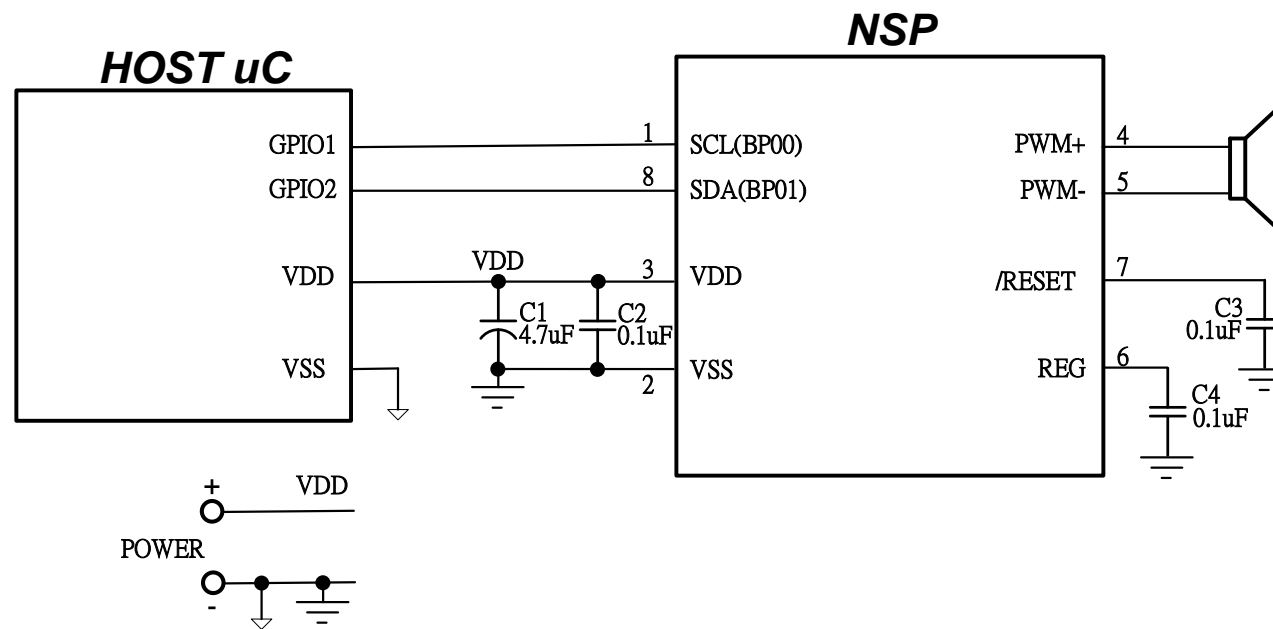 HOST uC
NSP
GPIO1
GPIO2
VDD
VSS
1
8
VDD
3
2
C1
4.7uF
C2
0.1uF
SCL(BP00)
SDA(BP01)
VDD
VSS
PWM+
PWM-
/RESET
REG
4
5
7
6
C3
0.1uF
C4
0.1uF
+
VDD
POWER
-